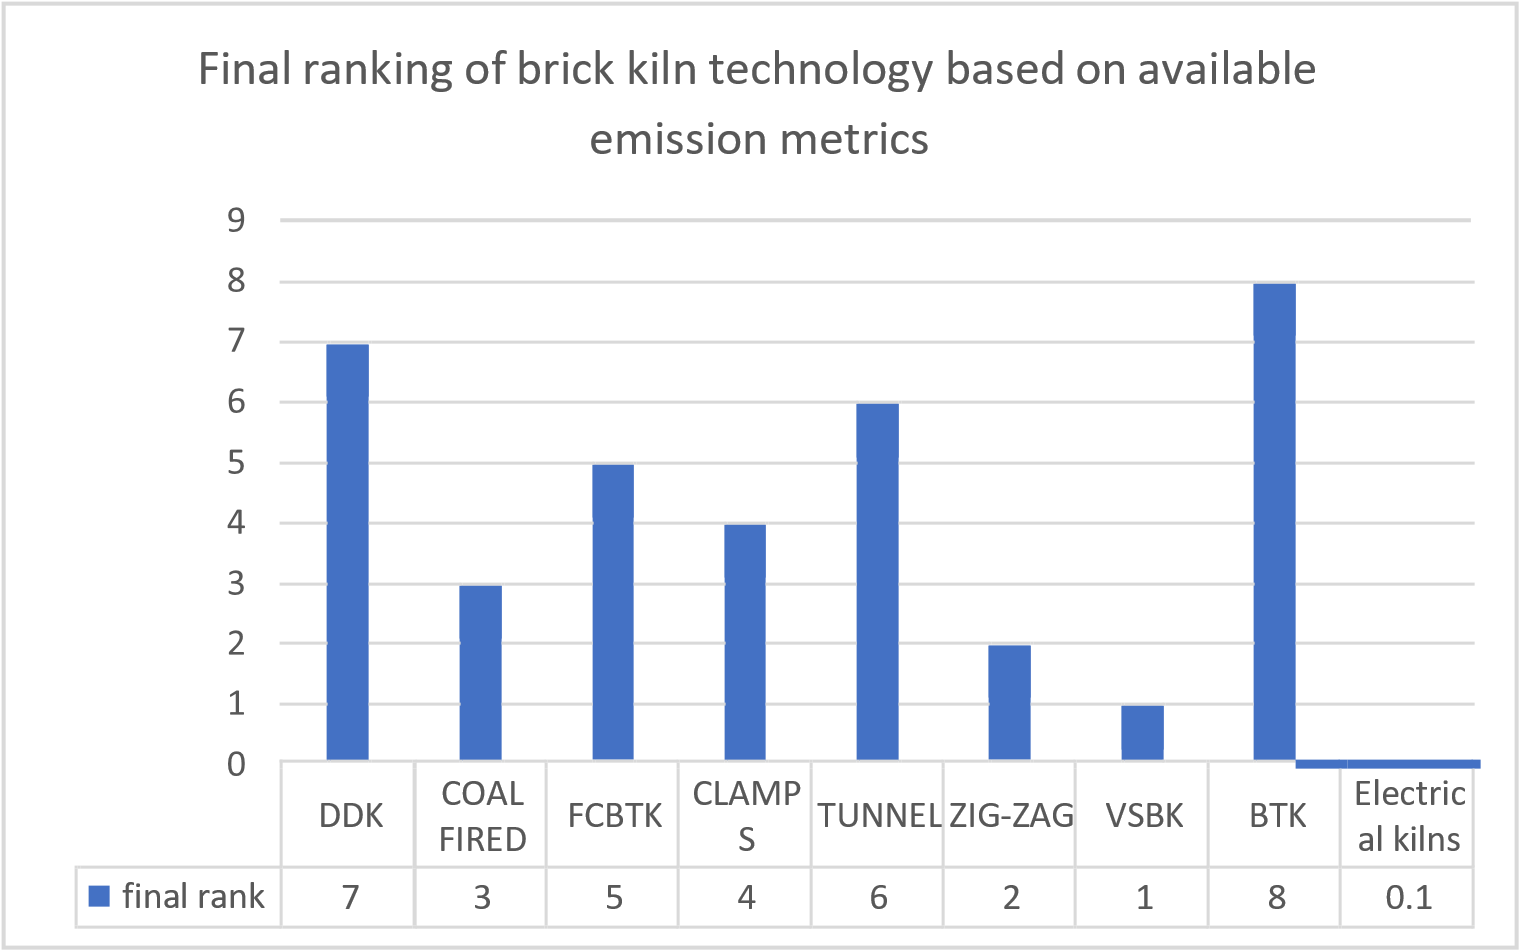 Final ranking of brick kiln technology based on available
emission metrics
9
8
7
6
5
4
3
2
1
0
DDK
COAL
FIRED
FCBTK
CLAMP
S
TUNNEL
ZIG-ZAG
VSBK
BTK
Electric
al kilns
final rank 7 3 5 4 6 2 1 8 0.1